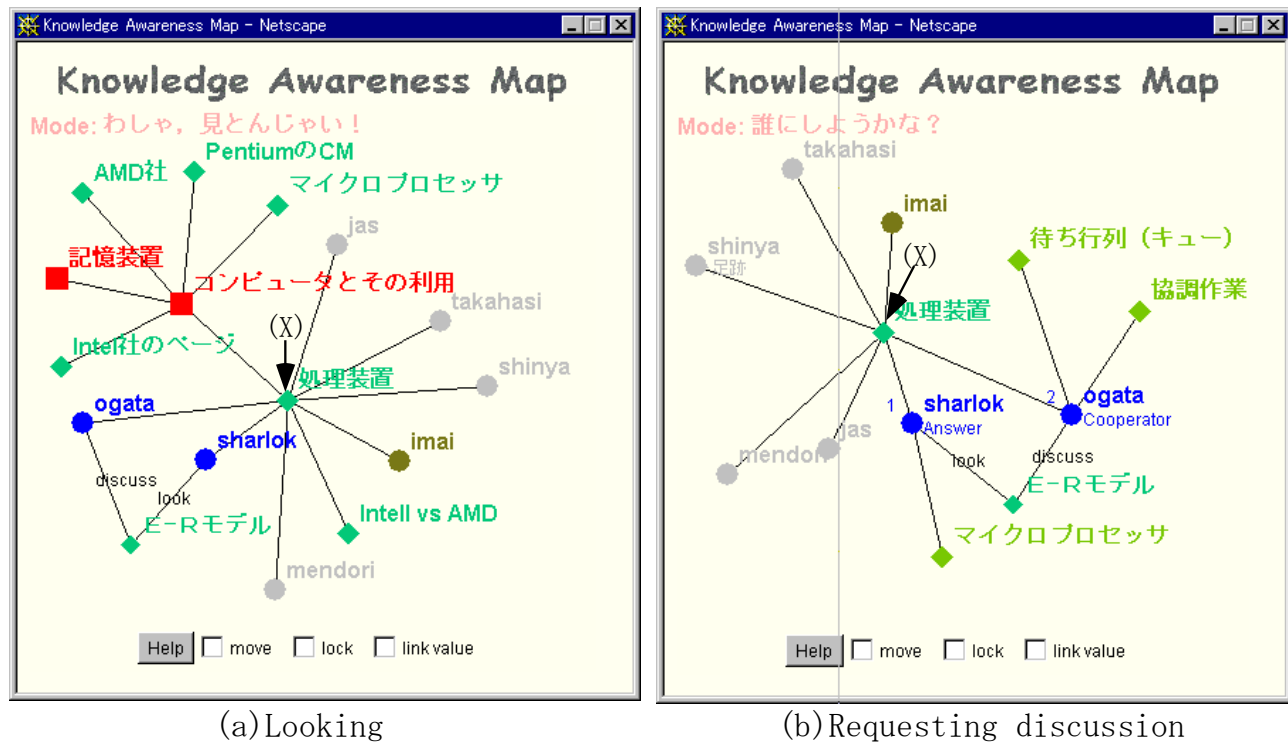 Knowledge Awareness Map - Netscape
Knowledge Awareness Map
Mode: わしゃ，見とんじゃい！
PentiumのCM
AMD社
マイクロプロセッサ
jas
記憶装置
コンピュータとその利用
takahasi
(X)
Intel社のページ
shinya
処理装置
ogata
sharlok
imai
discuss
look
Intell vs AMD
E-Rモデル
mendori
Help move lock link value
(a)Looking
Knowledge Awareness Map - Netscape
Knowledge Awareness Map
Mode: 誰にしようかな？
takahasi
imai
待ち行列（キュー）
shinya
足跡
(X)
協調作業
処理装置
1 sharlok
Answer
2 ogata
Cooperator
jas
mendori
look
discuss
E-Rモデル
マイクロプロセッサ
Help move lock link value
(b)Requesting discussion